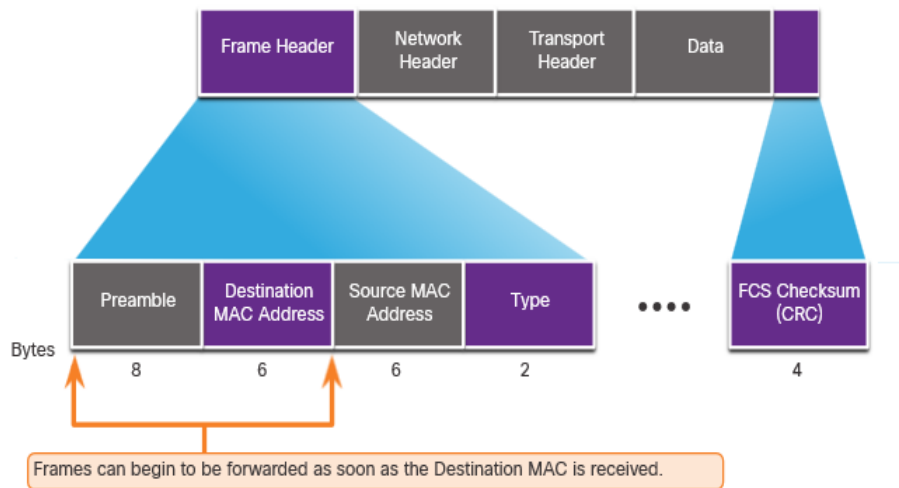 Frame Header
Network
Header
Transport
Header
Data
Preamble
Destination
MAC Address
Source MAC
Address
Type
FCS Checksum
(CRC)
Bytes
8
6
6
2
4
Frames can begin to be forwarded as soon as the Destination MAC is received.